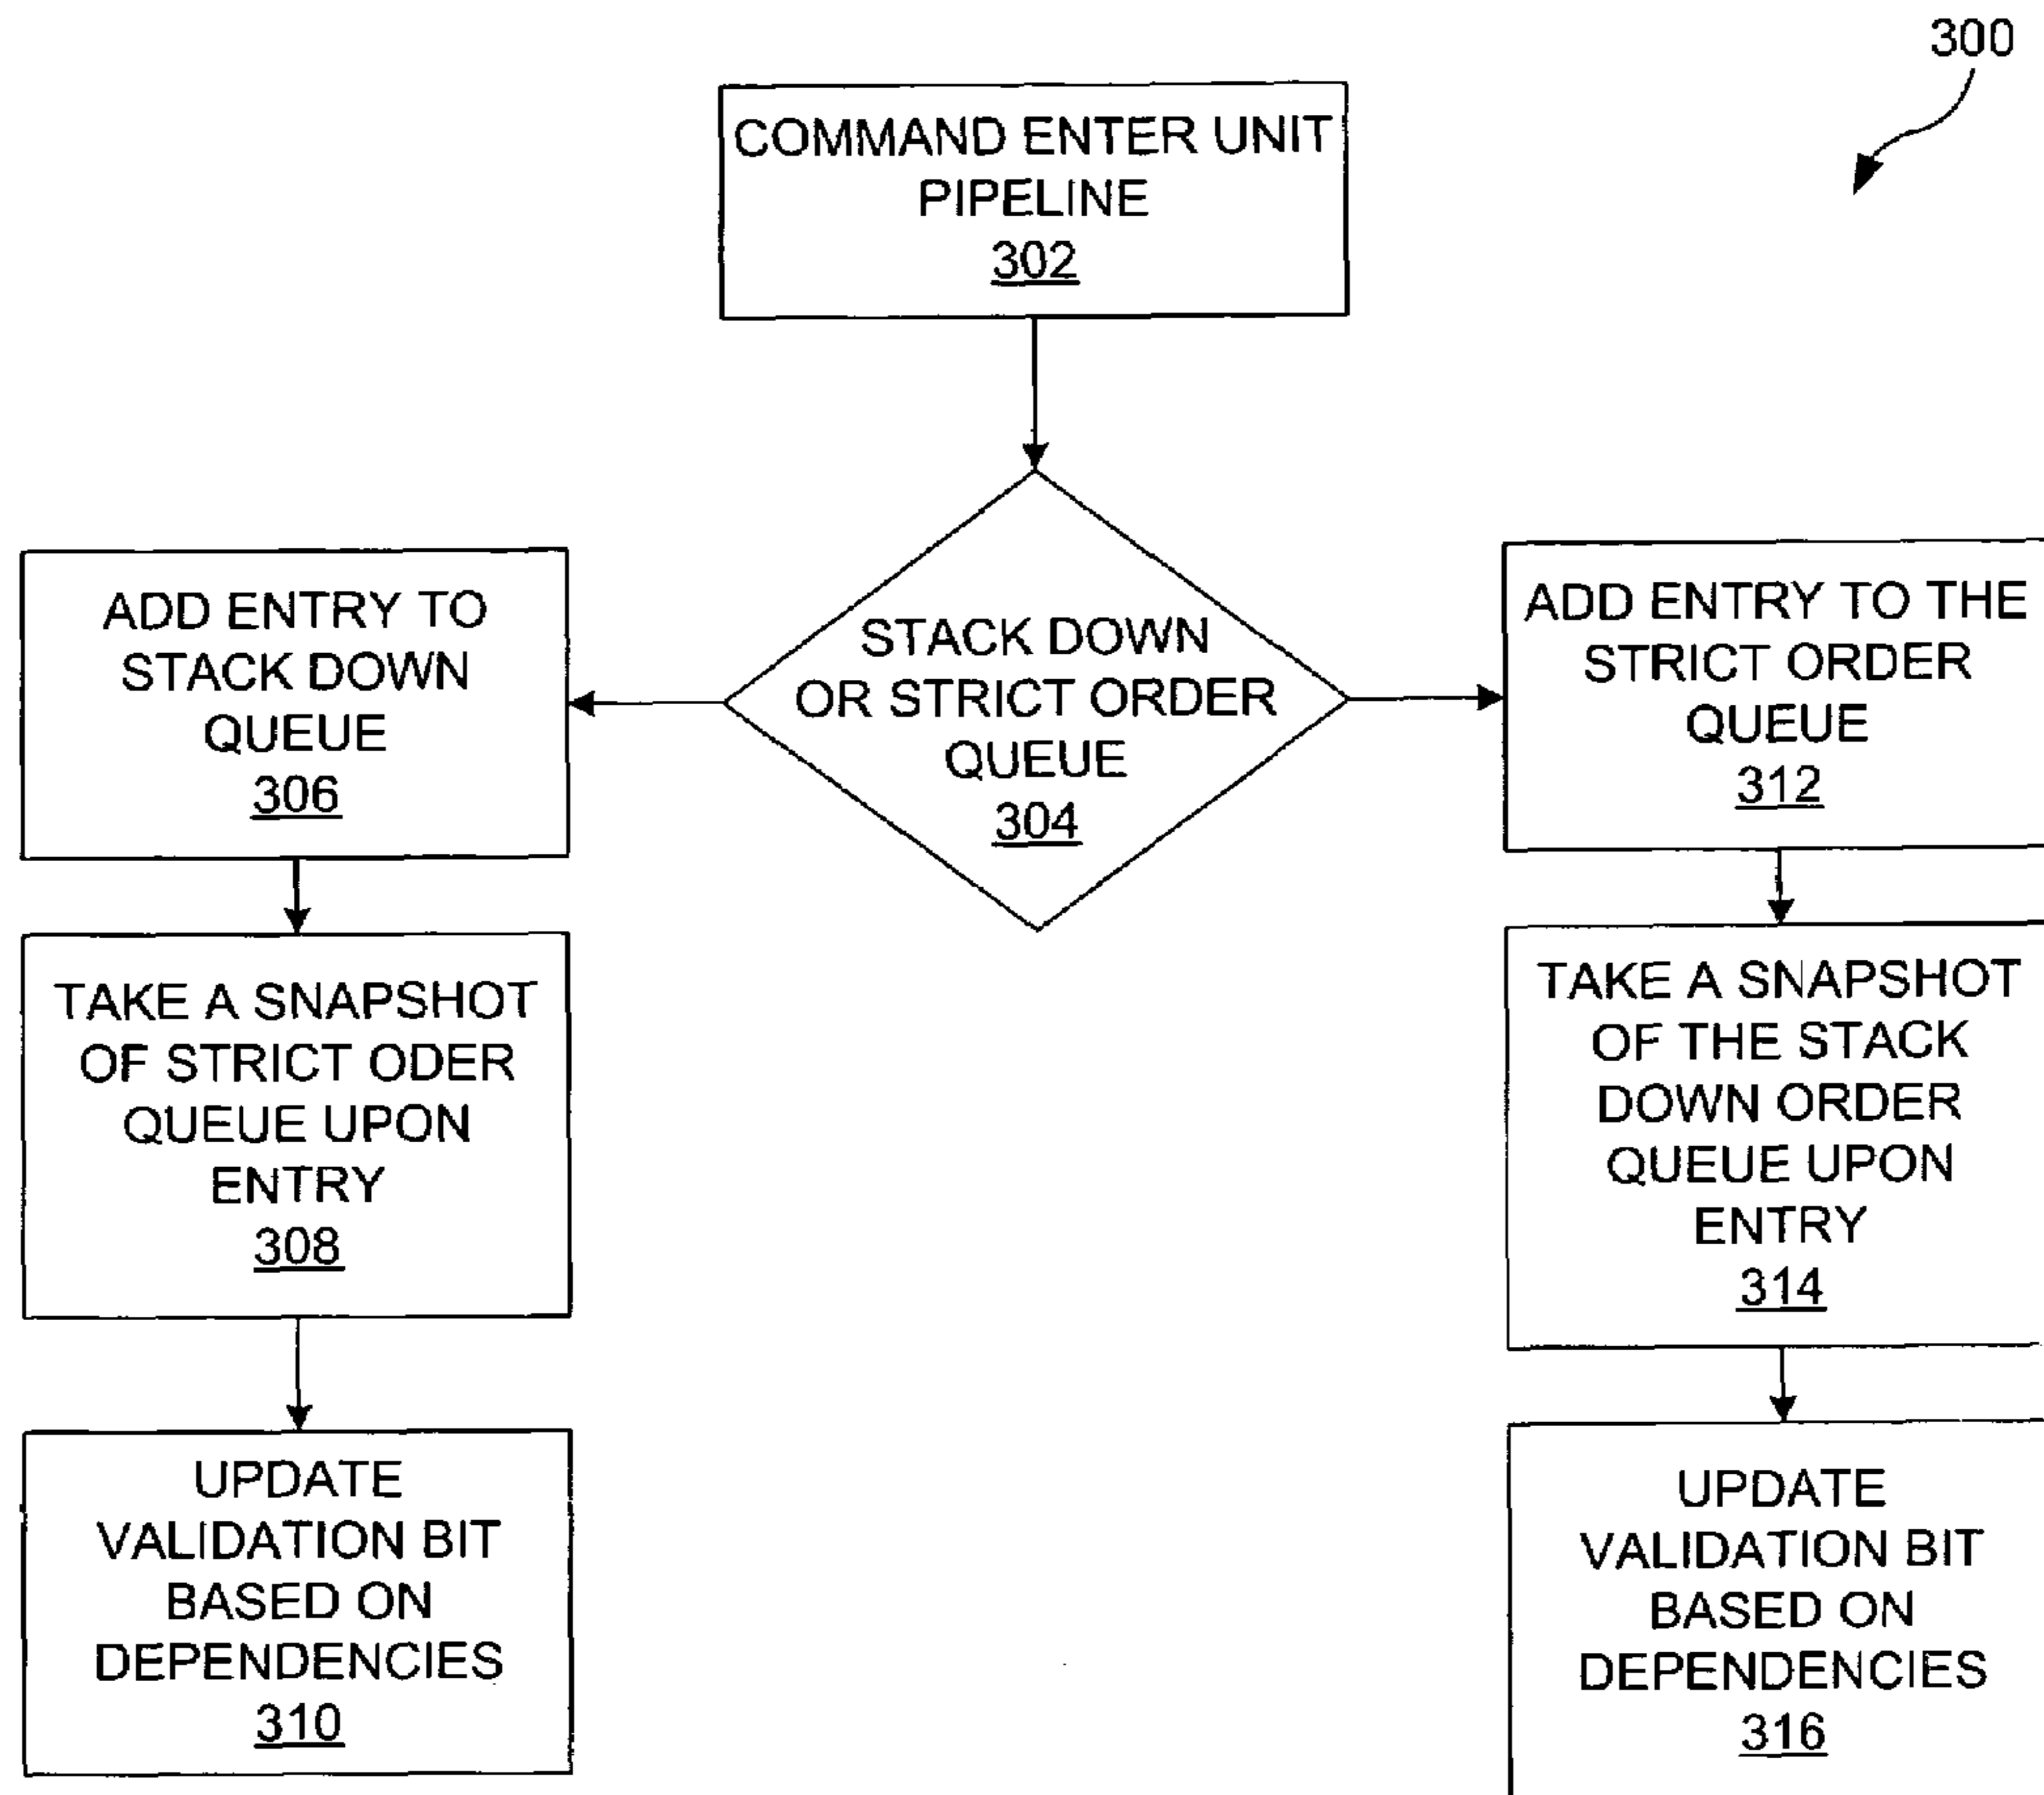 300
COMMAND ENTER UNIT
PIPELINE
302
STACK DOWN
OR STRICT ORDER
QUEUE
304
ADD ENTRY TO
STACK DOWN
QUEUE
306
TAKE A SNAPSHOT
OF STRICT ODER
QUEUE UPON
ENTRY
308
UPDATE
VALIDATION BIT
BASED ON
DEPENDENCIES
310
ADD ENTRY TO THE
STRICT ORDER
QUEUE
312
TAKE A SNAPSHOT
OF THE STACK
DOWN ORDER
QUEUE UPON
ENTRY
314
UPDATE
VALIDATION BIT
BASED ON
DEPENDENCIES
316